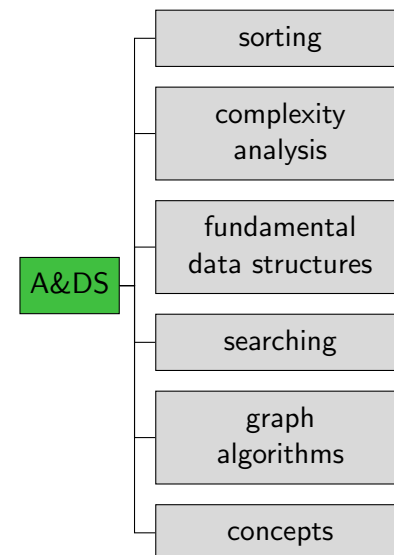 sorting
complexity
analysis
fundamental
data structures
A&DS
searching
graph
algorithms
concepts